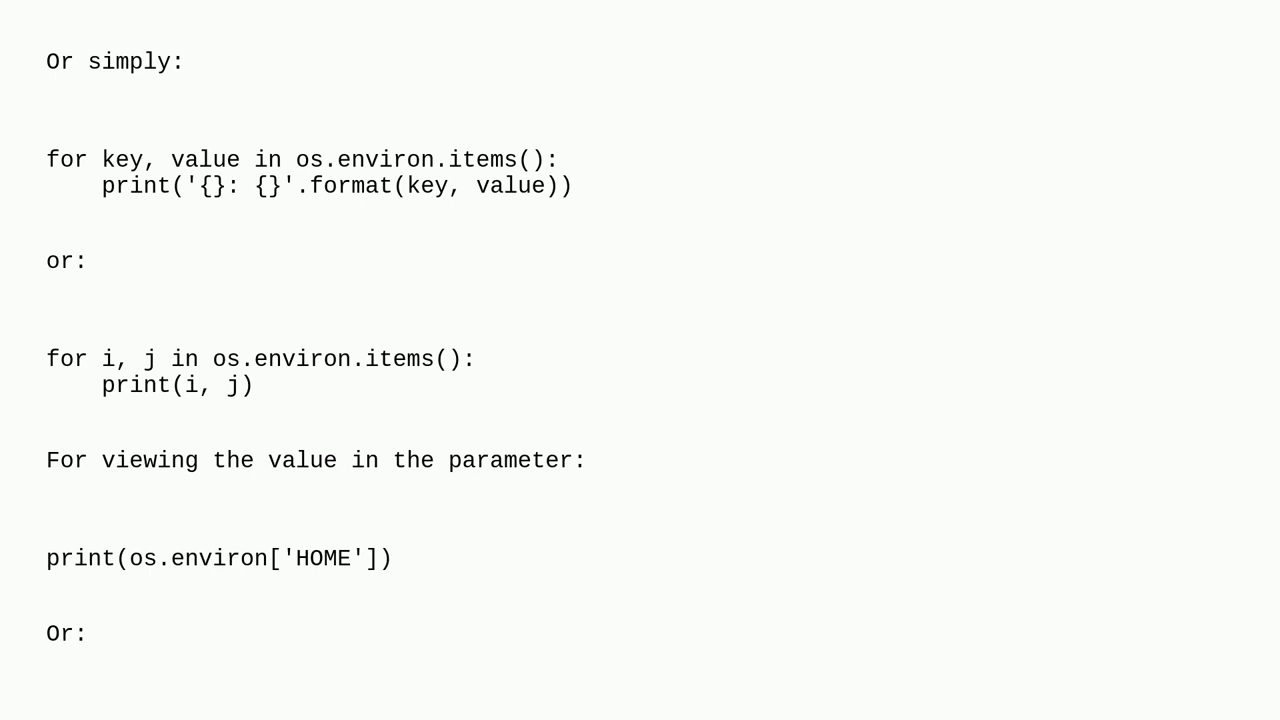 Or simply:
for key, value in os.environ.items():
    print('{}: {}'.format(key, value))
or:
for i, j in os.environ.items():
    print(i, j)
For viewing the value in the parameter:
print(os.environ['HOME'])
Or: